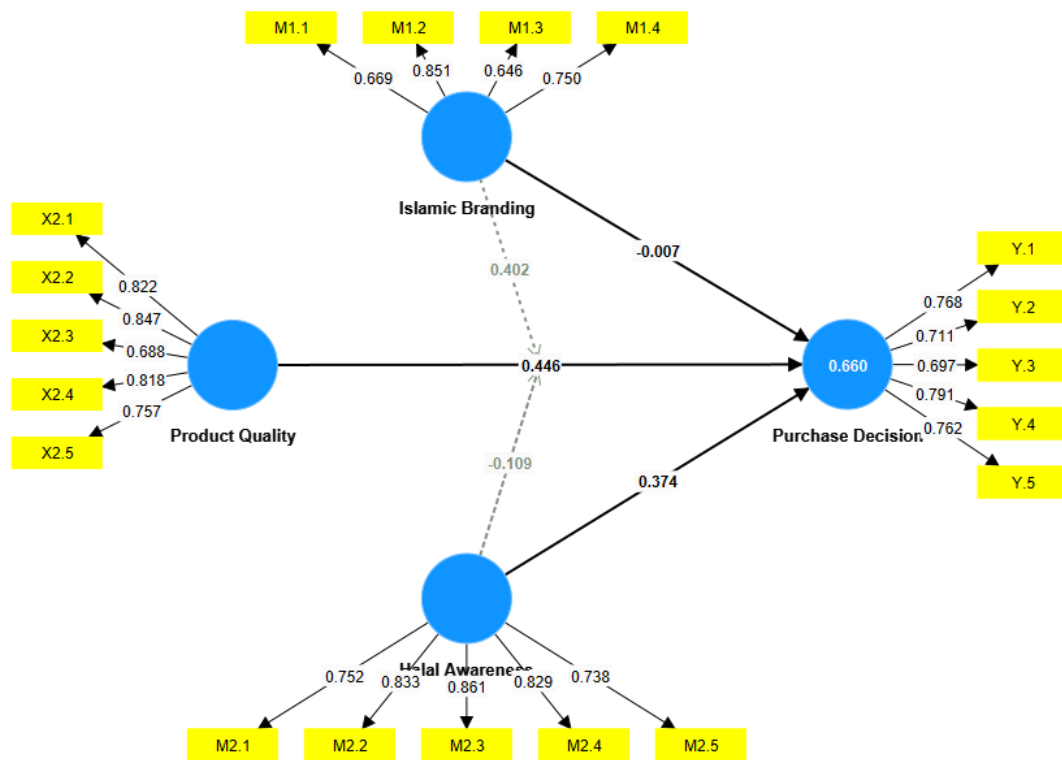 M1.1 M1.2 M1.3 M1.4
0.669 0.851 0.646 0.750
Islamic Branding
X2.1
X2.2
X2.3
X2.4
X2.5
0.822
0.847
0.688
0.818
0.757
Product Quality
0.402
-0.007
0.446
-0.109
0.374
0.660
Purchase Decision
Y.1
Y.2
Y.3
Y.4
Y.5
0.768
0.711
0.697
0.791
0.762
Halal Awareness
0.752 0.833 0.861 0.829 0.738
M2.1 M2.2 M2.3 M2.4 M2.5